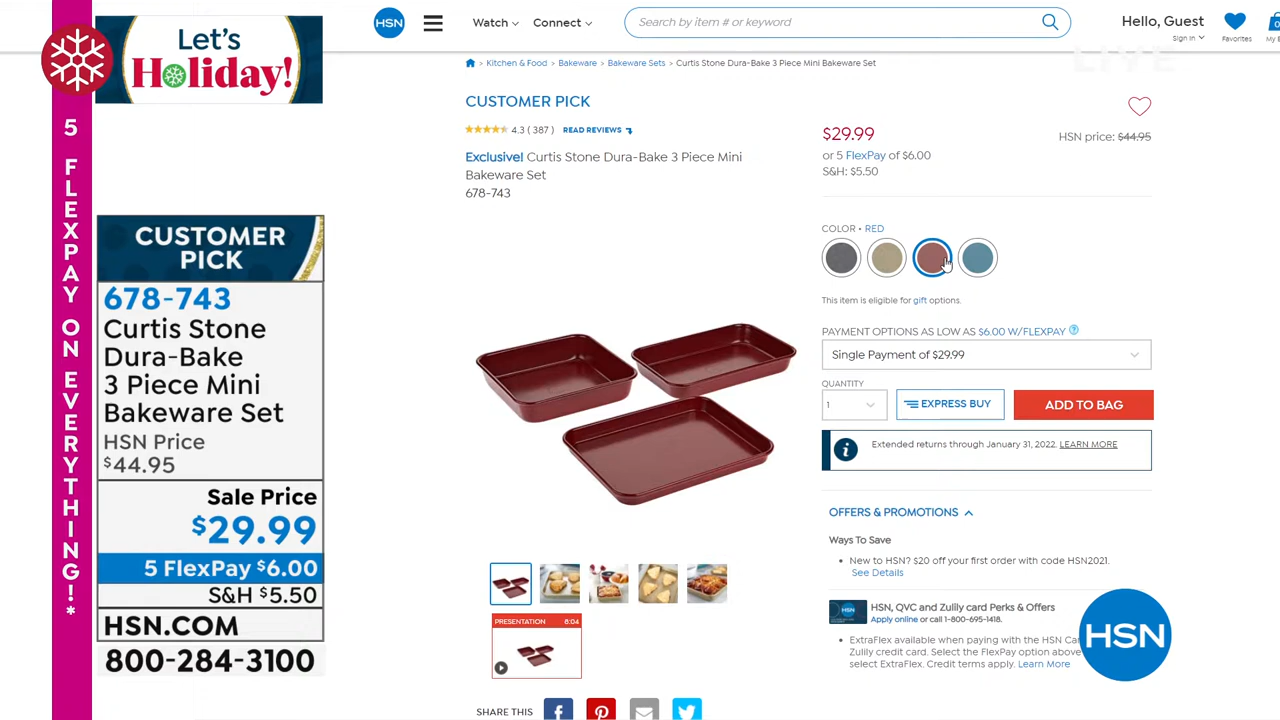 Let's
Holiday!
5 FLEXPAY ON EVERYTHING!*
CUSTOMER
PICK
678-743
Curtis Stone
Dura-Bake
3 Piece Mini
Bakeware Set
HSN Price
$44.95
Sale Price
$29.99
5 FlexPay $6.00
S&H $5.50
HSN.COM
800-284-3100
HSN
Watch
Connect
Search by item # or keyword
Hello, Guest
Sign In
Favorites
0
LIVE
Kitchen & Food > Bakeware > Bakeware Sets > Curtis Stone Dura-Bake 3 Piece Mini Bakeware Set
CUSTOMER PICK
4.3 ( 387 ) READ REVIEWS
Exclusive! Curtis Stone Dura-Bake 3 Piece Mini
Bakeware Set
678-743
$29.99
HSN price: $44.95
or 5 FlexPay of $6.00
S&H: $5.50
COLOR • RED
This item is eligible for gift options.
PAYMENT OPTIONS AS LOW AS $6.00 W/FLEXPAY ?
Single Payment of $29.99
QUANTITY
1
EXPRESS BUY
ADD TO BAG
Extended returns through January 31, 2022. LEARN MORE
OFFERS & PROMOTIONS
Ways To Save
• New to HSN? $20 off your first order with code HSN2021.
See Details
HSN, QVC and Zulily card Perks & Offers
Apply online or call 1-800-695-1418.
• ExtraFlex available when paying with the HSN
Zulily credit card. Select the FlexPay option above
select ExtraFlex. Credit terms apply. Learn More
HSN
PRESENTATION 8:04
SHARE THIS